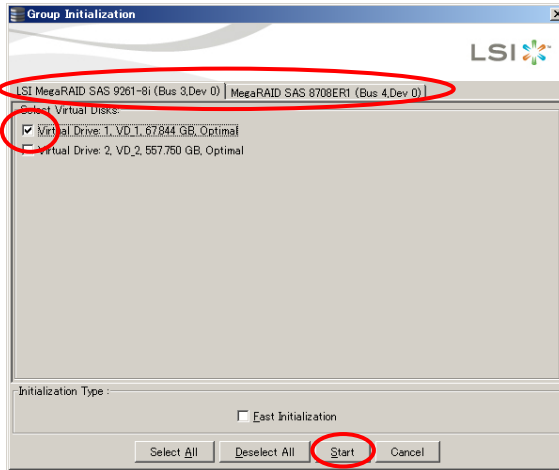 Group Initialization
LSI
LSI MegaRAID SAS 9261-8i (Bus 3,Dev 0) MegaRAID SAS 8708ER1 (Bus 4,Dev 0)
Select Virtual Disks:
Virtual Drive: 1, VD_1, 67.844 GB, Optimal
Virtual Drive: 2, VD_2, 557.750 GB, Optimal
Initialization Type :
Fast Initialization
Select All Deselect All Start Cancel